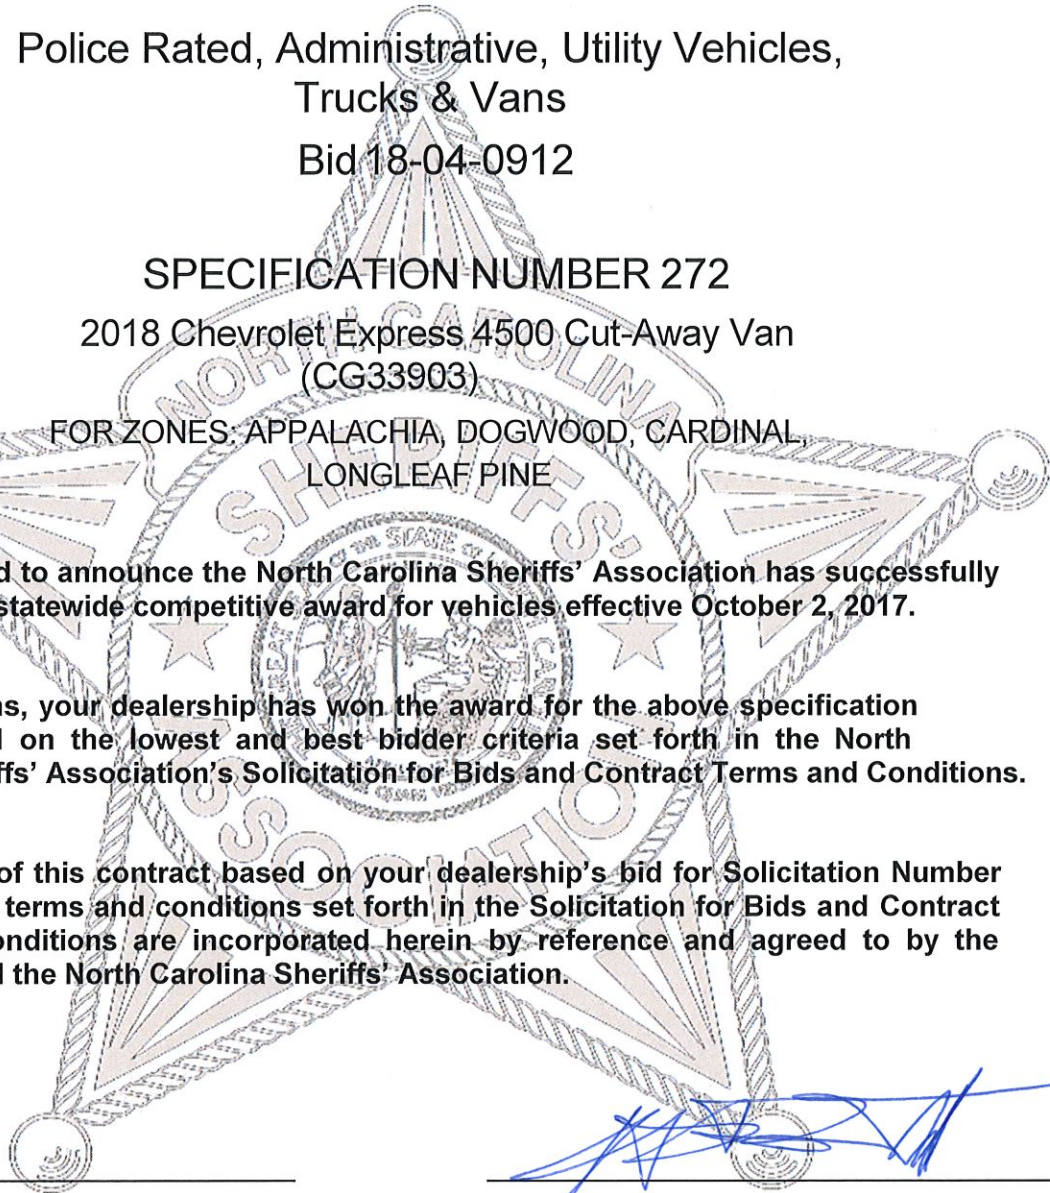 Police Rated, Administrative, Utility Vehicles,
Trucks & Vans
Bid 18-04-0912
SPECIFICATION NUMBER 272
2018 Chevrolet Express 4500 Cut-Away Van
(CG33903)
FOR ZONES: APPALACHIA, DOGWOOD, CARDINAL,
LONGLEAF PINE
NORTH CAROLINA
SHERIFFS'
ASSOCIATION
to announce the North Carolina Sheriffs' Association has successfully
statewide competitive award for vehicles effective October 2, 2017.
your dealership has won the award for the above specification
on the lowest and best bidder criteria set forth in the North
Association's Solicitation for Bids and Contract Terms and Conditions.
of this contract based on your dealership's bid for Solicitation Number
terms and conditions set forth in the Solicitation for Bids and Contract
are incorporated herein by reference and agreed to by the
the North Carolina Sheriffs' Association.